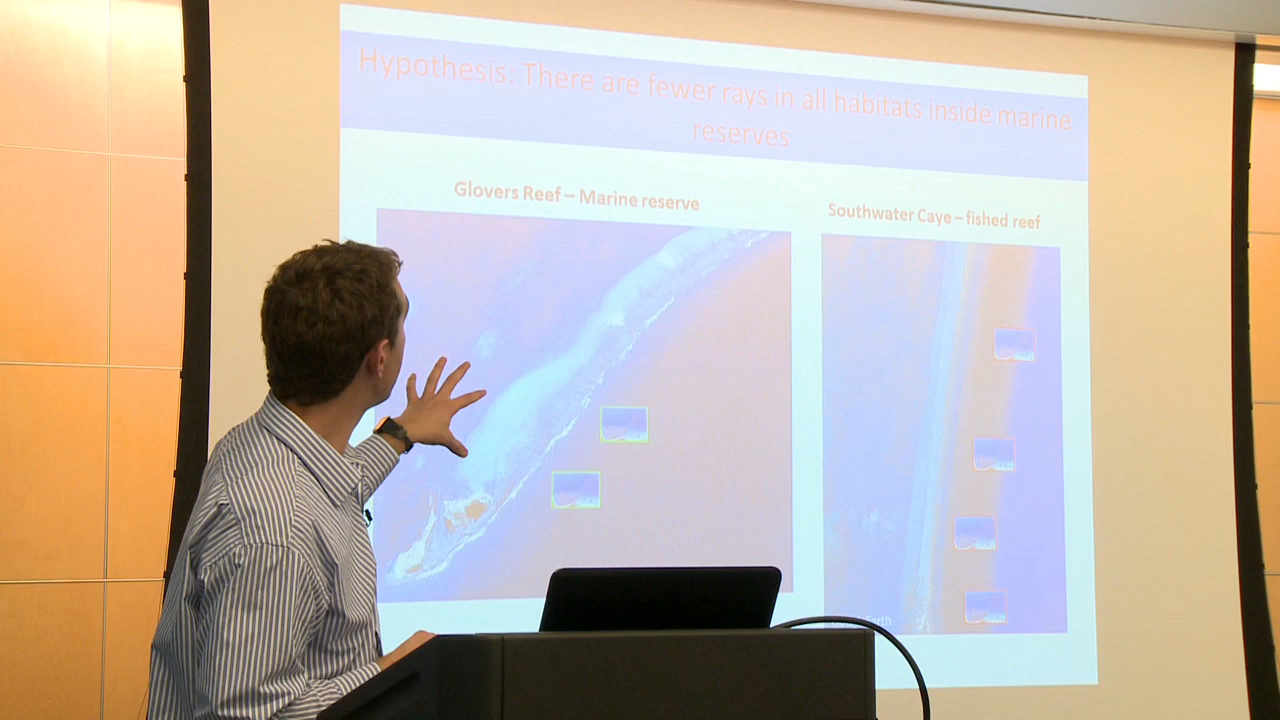 Hypothesis: There are fewer rays in all habitats inside marine
reserves
Glovers Reef – Marine reserve
Southwater Caye – fished reef